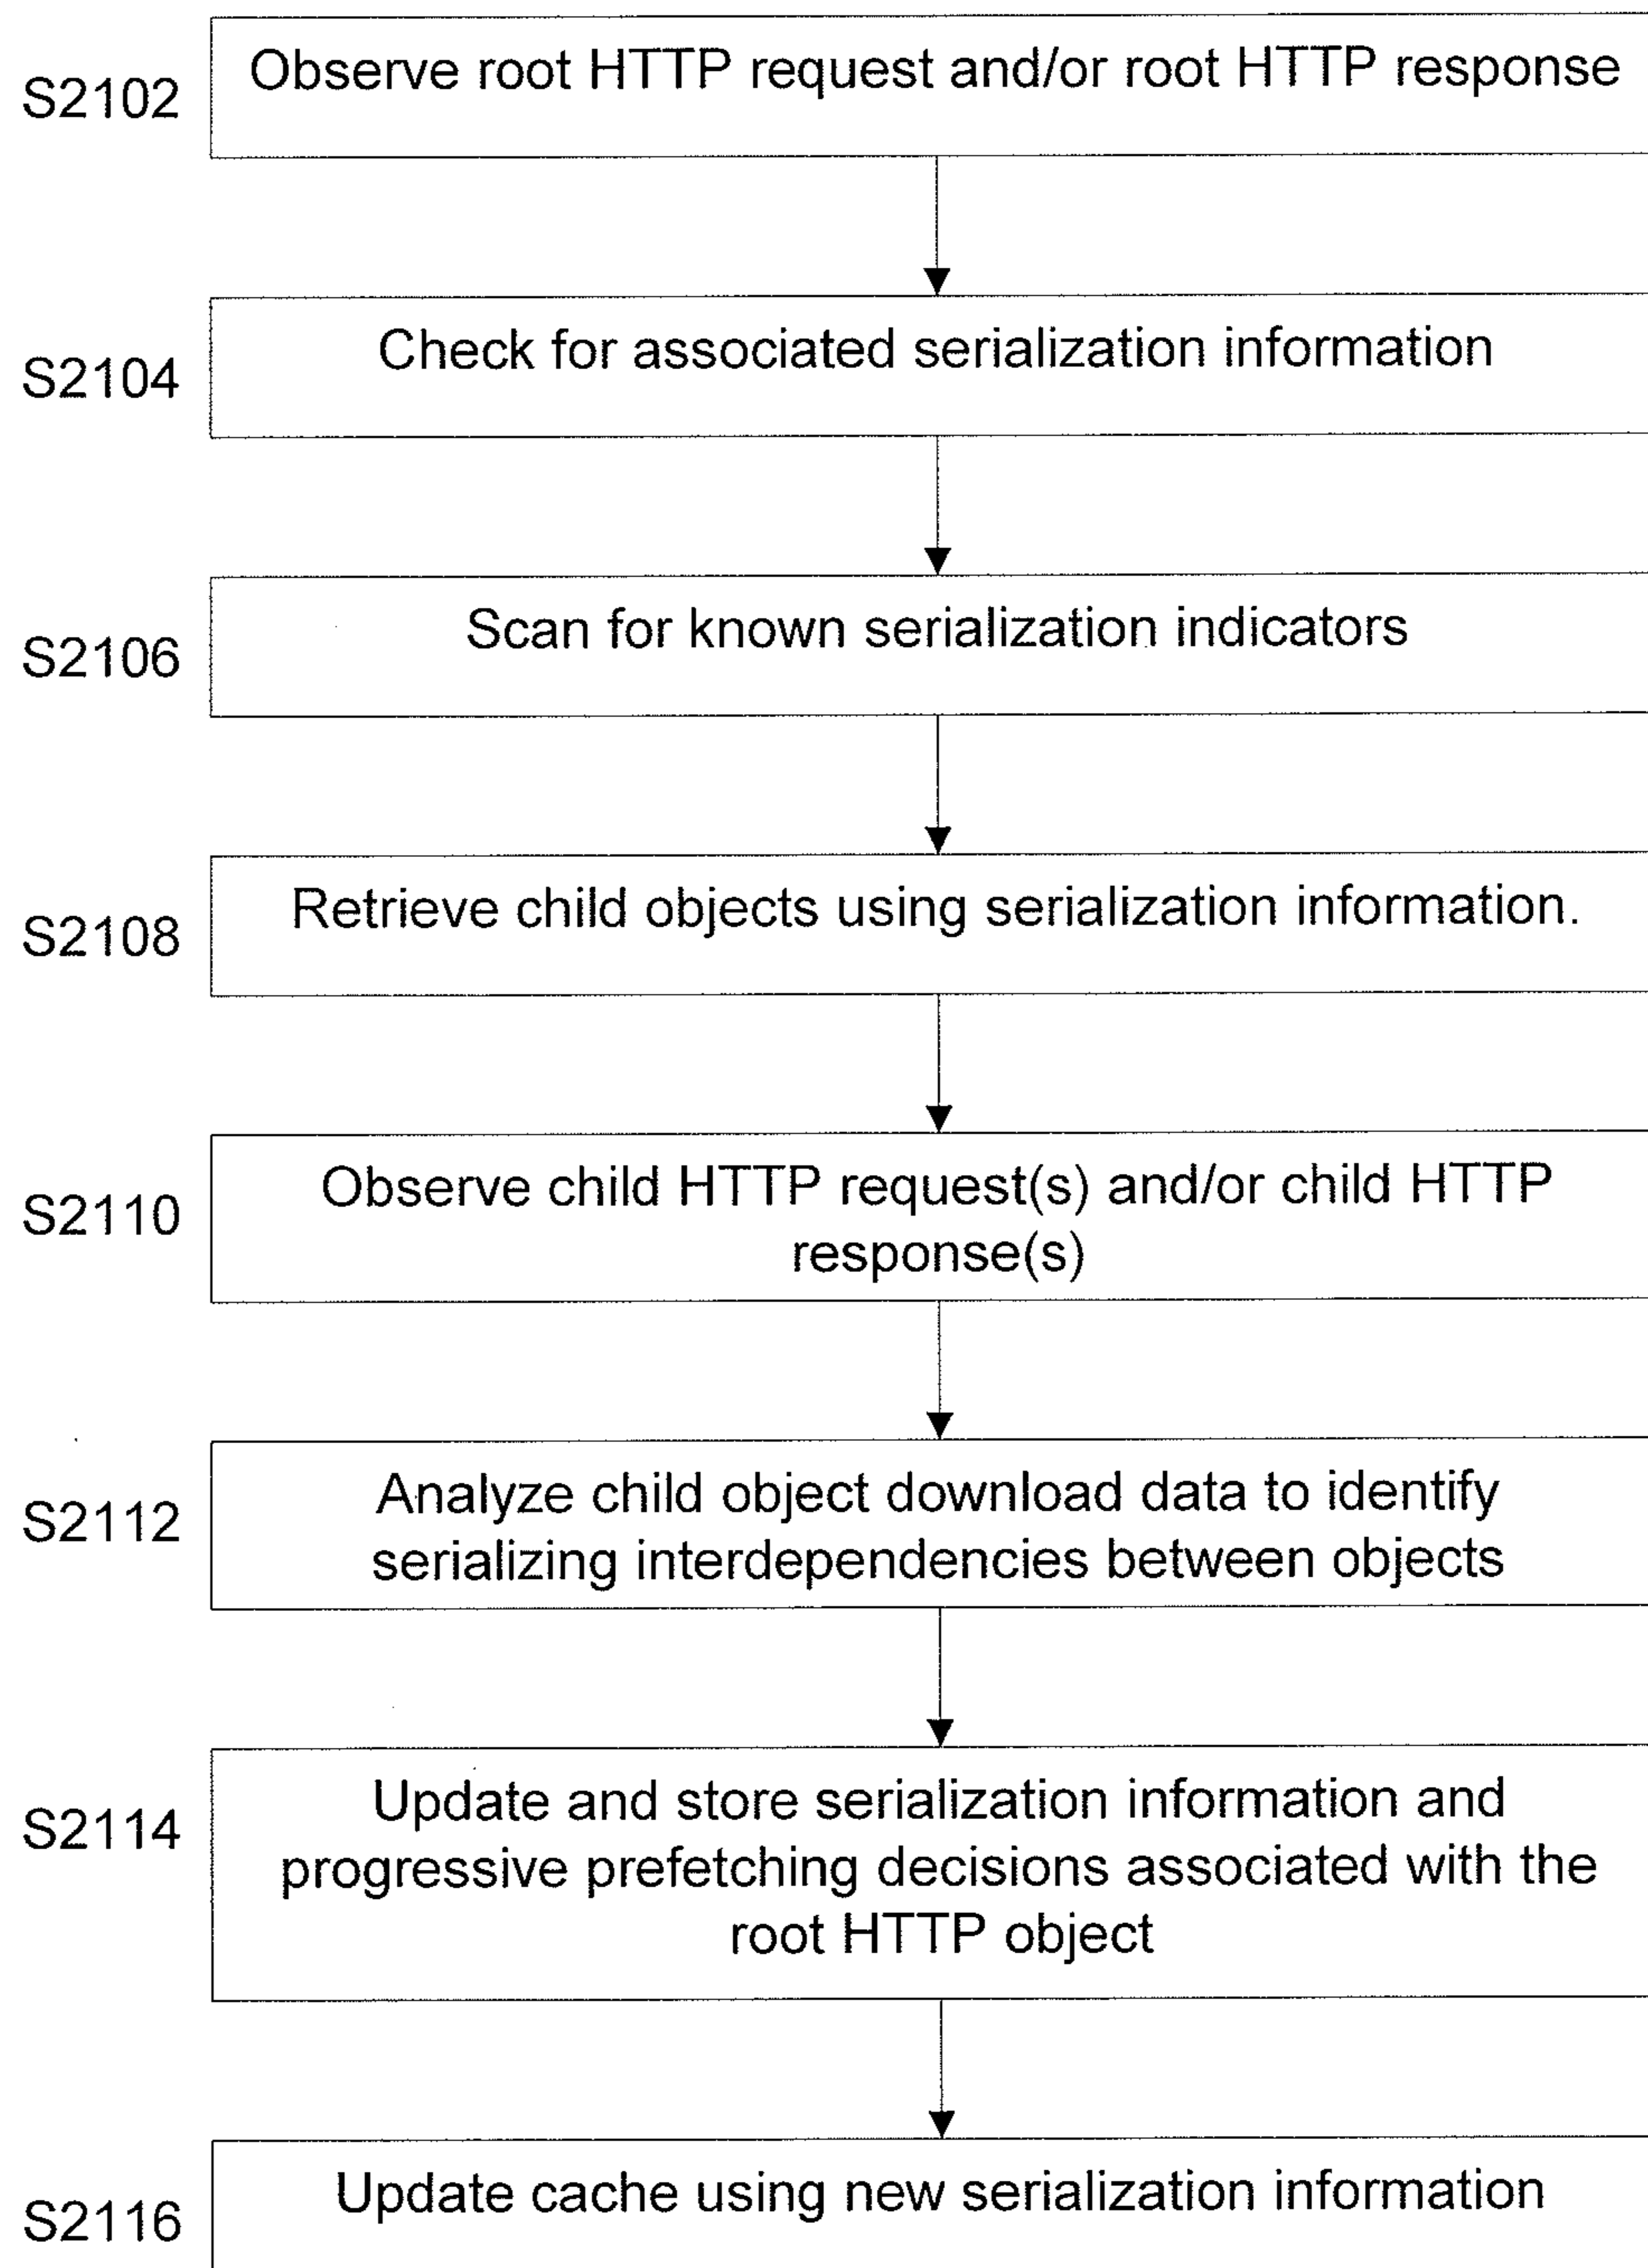 S2102
Observe root HTTP request and/or root HTTP response
S2104
Check for associated serialization information
S2106
Scan for known serialization indicators
S2108
Retrieve child objects using serialization information.
S2110
Observe child HTTP request(s) and/or child HTTP
response(s)
S2112
Analyze child object download data to identify
serializing interdependencies between objects
S2114
Update and store serialization information and
progressive prefetching decisions associated with the
root HTTP object
S2116
Update cache using new serialization information